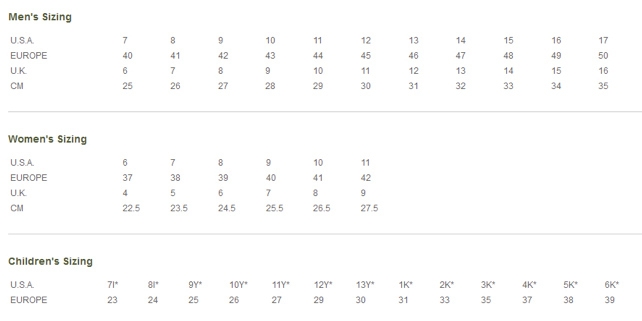 Men's Sizing
U.S.A. 7 8 9 10 11 12 13 14 15 16 17
EUROPE 40 41 42 43 44 45 46 47 48 49 50
U.K. 6 7 8 9 10 11 12 13 14 15 16
CM 25 26 27 28 29 30 31 32 33 34 35
Women's Sizing
U.S.A. 6 7 8 9 10 11
EUROPE 37 38 39 40 41 42
U.K. 4 5 6 7 8 9
CM 22.5 23.5 24.5 25.5 26.5 27.5
Children's Sizing
U.S.A. 7I* 8I* 9Y* 10Y* 11Y* 12Y* 13Y* 1K* 2K* 3K* 4K* 5K* 6K*
EUROPE 23 24 25 26 27 29 30 31 33 35 37 38 39